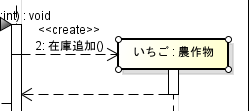 int) : void
<<create>>
2: 在庫追加()
いちご : 農作物